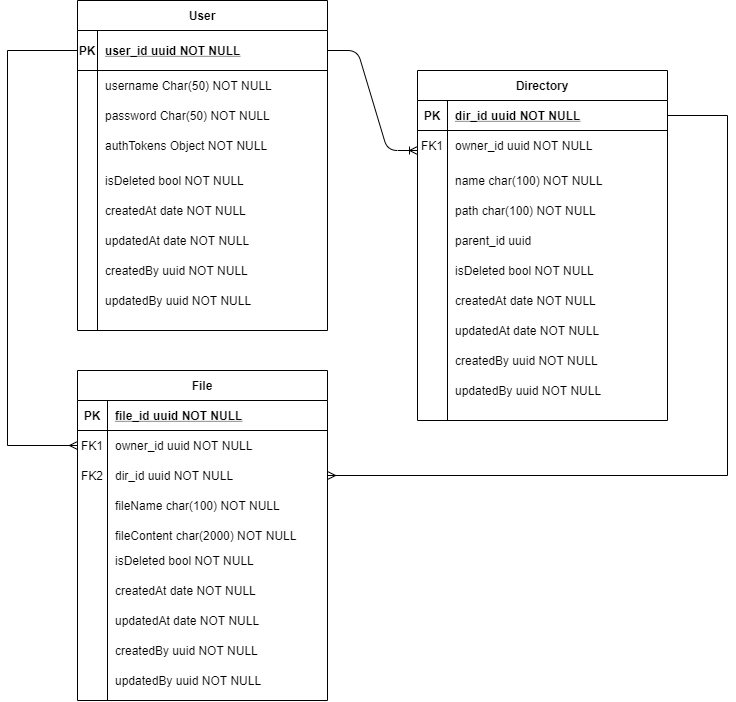 User
PK user_id uuid NOT NULL
username Char(50) NOT NULL
password Char(50) NOT NULL
authTokens Object NOT NULL
isDeleted bool NOT NULL
createdAt date NOT NULL
updatedAt date NOT NULL
createdBy uuid NOT NULL
updatedBy uuid NOT NULL
Directory
PK dir_id uuid NOT NULL
FK1 owner_id uuid NOT NULL
name char(100) NOT NULL
path char(100) NOT NULL
parent_id uuid
isDeleted bool NOT NULL
createdAt date NOT NULL
updatedAt date NOT NULL
createdBy uuid NOT NULL
updatedBy uuid NOT NULL
File
PK file_id uuid NOT NULL
FK1 owner_id uuid NOT NULL
FK2 dir_id uuid NOT NULL
fileName char(100) NOT NULL
fileContent char(2000) NOT NULL
isDeleted bool NOT NULL
createdAt date NOT NULL
updatedAt date NOT NULL
createdBy uuid NOT NULL
updatedBy uuid NOT NULL